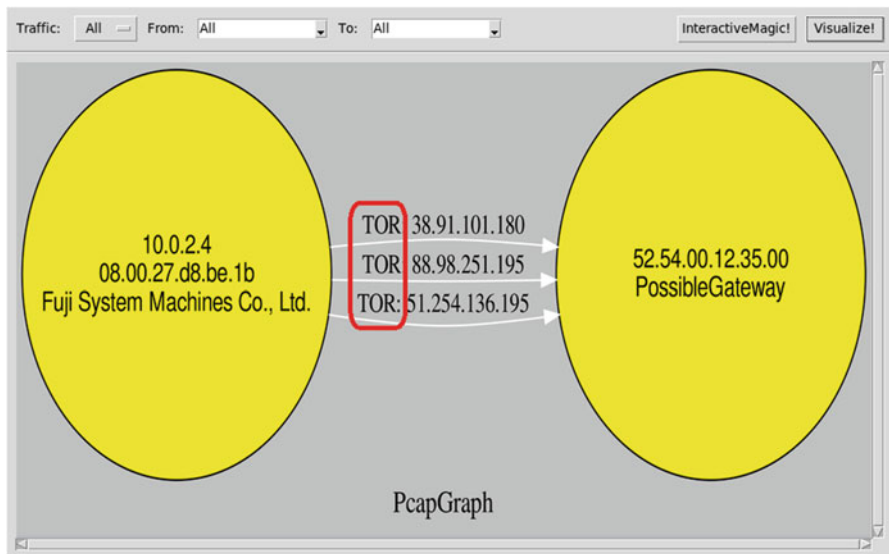 Traffic: All From: All To: All InteractiveMagic! Visualize!
TOR: 38.91.101.180
10.0.2.4
08.00.27.d8.be.1b
Fuji System Machines Co., Ltd.
TOR: 88.98.251.195
TOR: 51.254.136.195
52.54.00.12.35.00
PossibleGateway
PcapGraph